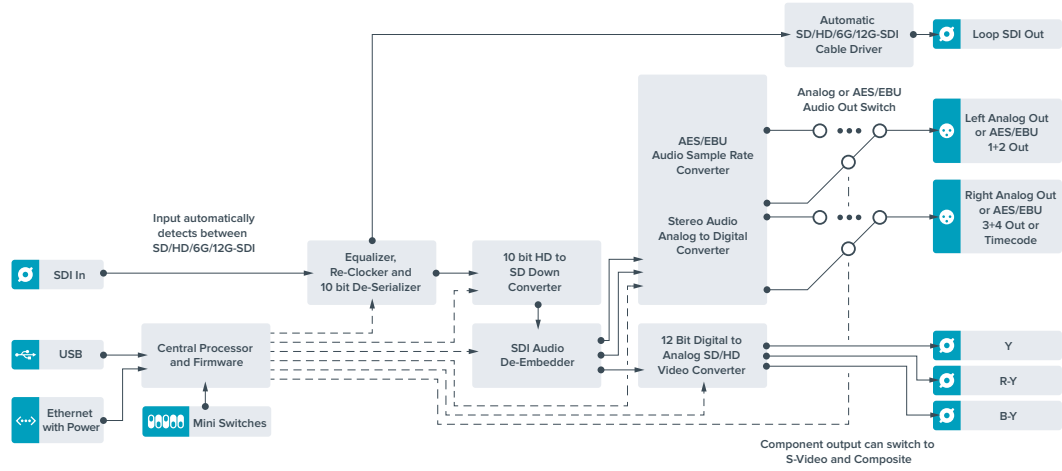 Automatic
SD/HD/6G/12G-SDI
Cable Driver
Loop SDI Out
Analog or AES/EBU
Audio Out Switch
AES/EBU
Audio Sample Rate
Converter
Stereo Audio
Analog to Digital
Converter
Left Analog Out
or AES/EBU
1+2 Out
Right Analog Out
or AES/EBU
3+4 Out or
Timecode
Input automatically
detects between
SD/HD/6G/12G-SDI
SDI In
Equalizer,
Re-Clocker and
10 bit De-Serializer
10 bit HD to
SD Down
Converter
USB
Central Processor
and Firmware
SDI Audio
De-Embedder
12 Bit Digital to
Analog SD/HD
Video Converter
Y
R-Y
B-Y
Ethernet
with Power
Mini Switches
Component output can switch to
S-Video and Composite